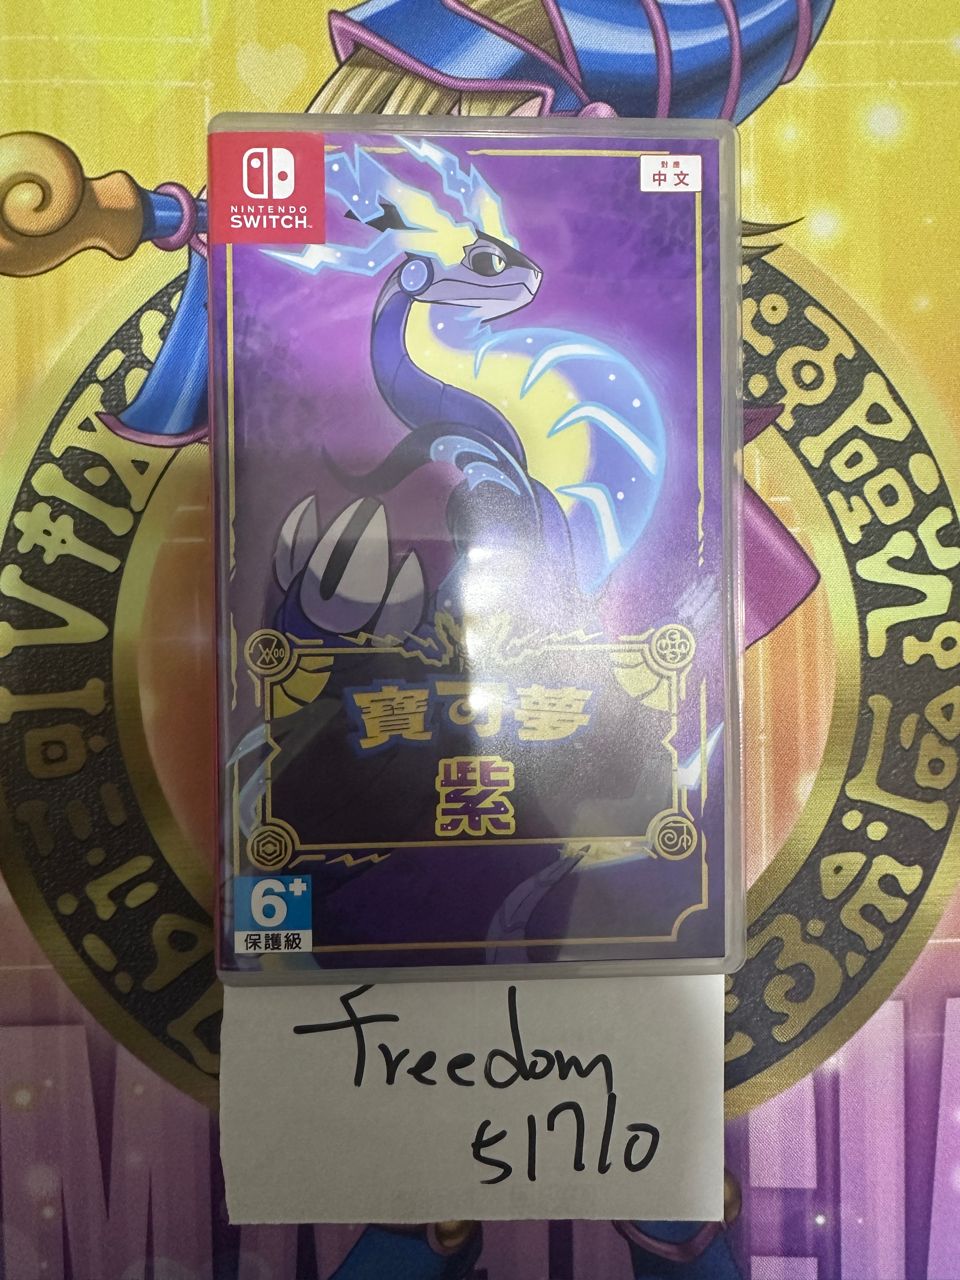 NINTENDO
SWITCH
對應
中文
寶可夢
紫
6+
保護級
Freedom
51710